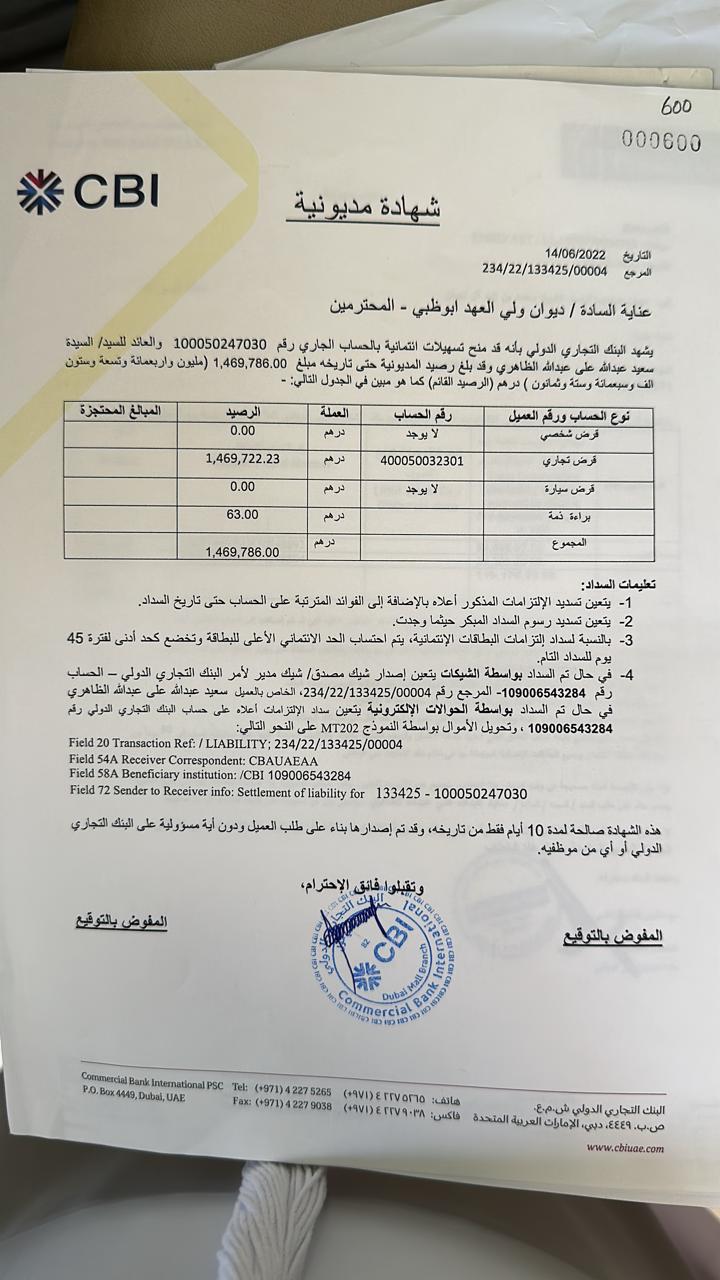 600
000600
CBI
شهادة مديونية
التاريخ 14/06/2022
المرجع 234/22/133425/00004
عناية السادة / ديوان ولي العهد ابوظبي - المحترمين
يشهد البنك التجاري الدولي بأنه قد منح تسهيلات ائتمانية بالحساب الجاري رقم 100050247030 والعائد للسيد/ السيدة
سعيد عبدالله على عبدالله الظاهري وقد بلغ رصيد المديونية حتى تاريخه مبلغ 1,469,786.00 (مليون واربعمائة وتسعة وستون
الف وسبعمائة وستة وثمانون ) درهم (الرصيد القائم) كما هو مبين في الجدول التالي: -
نوع الحساب ورقم العميل رقم الحساب العملة الرصيد المبالغ المحتجزة
قرض شخصي لا يوجد درهم 0.00
قرض تجاري 400050032301 درهم 1,469,722.23
قرض سيارة لا يوجد درهم 0.00
براءة ذمة درهم 63.00
المجموع درهم 1,469,786.00
تعليمات السداد:
1- يتعين تسديد الإلتزامات المذكور أعلاه بالإضافة إلى الفوائد المترتبة على الحساب حتى تاريخ السداد.
2- يتعين تسديد رسوم السداد المبكر حيثما وجدت.
3- بالنسبة لسداد إلتزامات البطاقات الإئتمانية، يتم احتساب الحد الائتماني الأعلى للبطاقة وتخضع كحد أدنى لفترة 45
يوم للسداد التام.
4- في حال تم السداد بواسطة الشيكات يتعين إصدار شيك مصدق/ شيك مدير لأمر البنك التجاري الدولي – الحساب
رقم 109006543284- المرجع رقم 234/22/133425/00004، الخاص بالعميل سعيد عبدالله على عبدالله الظاهري
في حال تم السداد بواسطة الحوالات الإلكترونية يتعين سداد الإلتزامات أعلاه على حساب البنك التجاري الدولي رقم
109006543284 ، وتحويل الأموال بواسطة النموذج MT202 على النحو التالي:
Field 20 Transaction Ref: / LIABILITY; 234/22/133425/00004
Field 54A Receiver Correspondent: CBAUAEAA
Field 58A Beneficiary institution: /CBI 109006543284
Field 72 Sender to Receiver info: Settlement of liability for 133425 - 100050247030
هذه الشهادة صالحة لمدة 10 أيام فقط من تاريخه، وقد تم إصدارها بناء على طلب العميل ودون أية مسؤولية على البنك التجاري
الدولي أو أي من موظفيه.
وتقبلوا فائق الإحترام،
المفوض بالتوقيع
المفوض بالتوقيع
CBI
Dubai Mall Branch
Commercial Bank International
Commercial Bank International PSC Tel: (+971) 4 227 5265 هاتف: (+٩٧١) ٤ ٢٢٧ ٥٢٦٥ البنك التجاري الدولي ش.م.ع.
P.O. Box 4449, Dubai, UAE Fax: (+971) 4 227 9038 فاكس: (+٩٧١) ٤ ٢٢٧ ٩٠٣٨ ص.ب. ٤٤٤٩، دبي، الإمارات العربية المتحدة
www.cbiuae.com